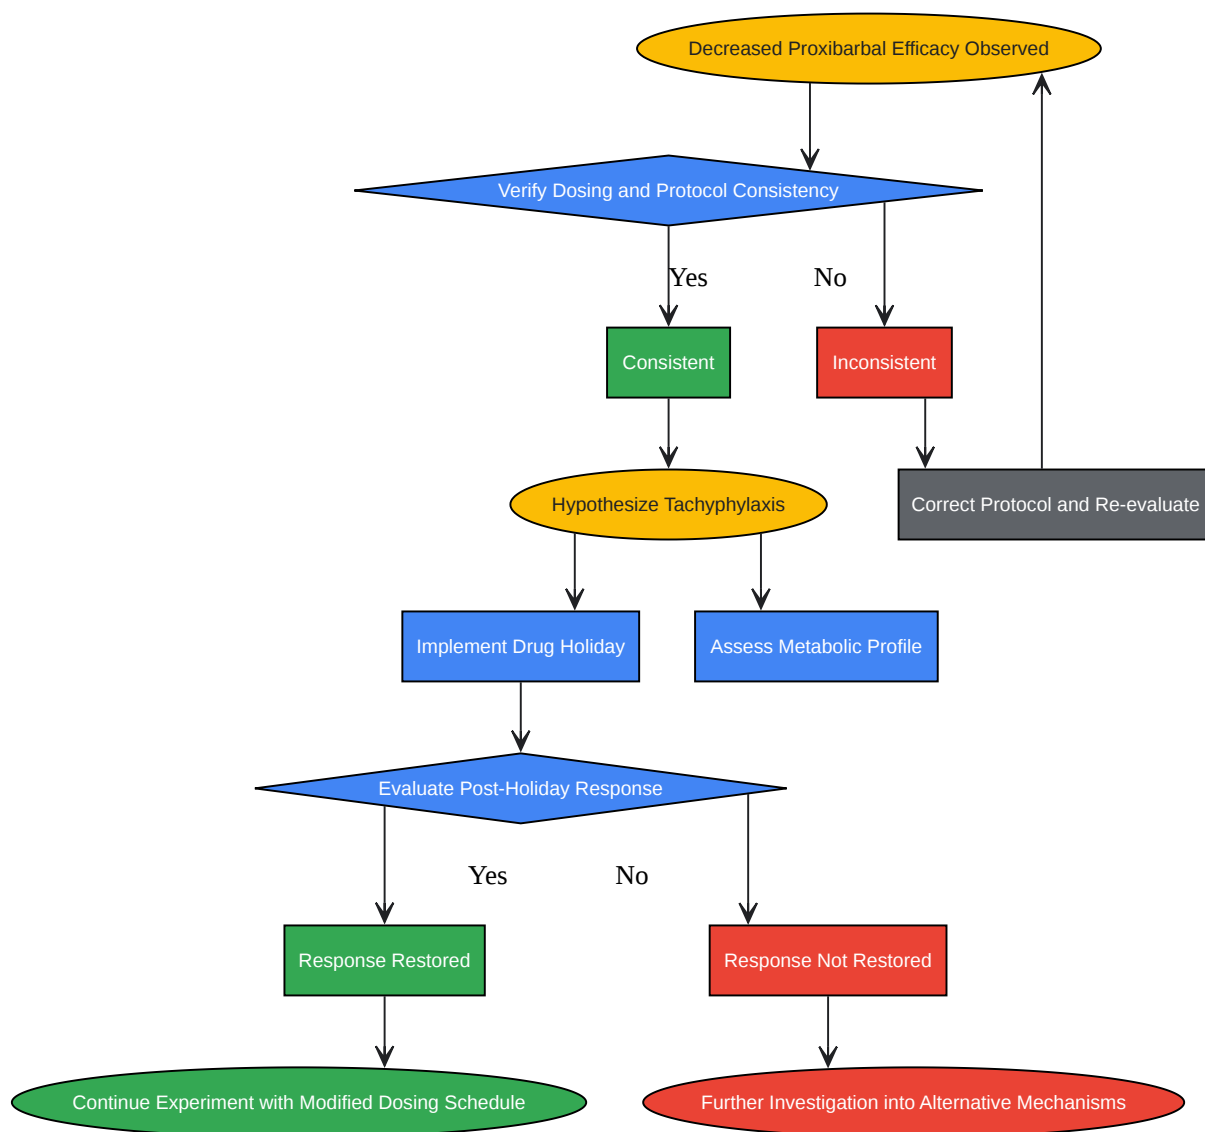 Decreased Proxibarbal Efficacy Observed
Verify Dosing and Protocol Consistency
Yes
No
Consistent
Inconsistent
Hypothesize Tachyphylaxis
Correct Protocol and Re-evaluate
Implement Drug Holiday
Assess Metabolic Profile
Evaluate Post-Holiday Response
Yes
No
Response Restored
Response Not Restored
Continue Experiment with Modified Dosing Schedule
Further Investigation into Alternative Mechanisms